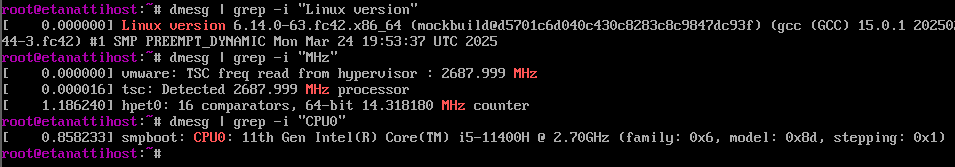 root@etanattihost:~# dmesg | grep -i "Linux version"
[    0.000000] Linux version 6.14.0-63.fc42.x86_64 (mockbuild@d5701c6d040c430c8283c8c9847dc93f) (gcc (GCC) 15.0.1 202502
44-3.fc42) #1 SMP PREEMPT_DYNAMIC Mon Mar 24 19:53:37 UTC 2025
root@etanattihost:~# dmesg | grep -i "MHz"
[    0.000000] vmware: TSC freq read from hypervisor : 2687.999 MHz
[    0.000016] tsc: Detected 2687.999 MHz processor
[    1.186240] hpet0: 16 comparators, 64-bit 14.318180 MHz counter
root@etanattihost:~# dmesg | grep -i "CPU0"
[    0.858233] smpboot: CPU0: 11th Gen Intel(R) Core(TM) i5-11400H @ 2.70GHz (family: 0x6, model: 0x8d, stepping: 0x1)
root@etanattihost:~#